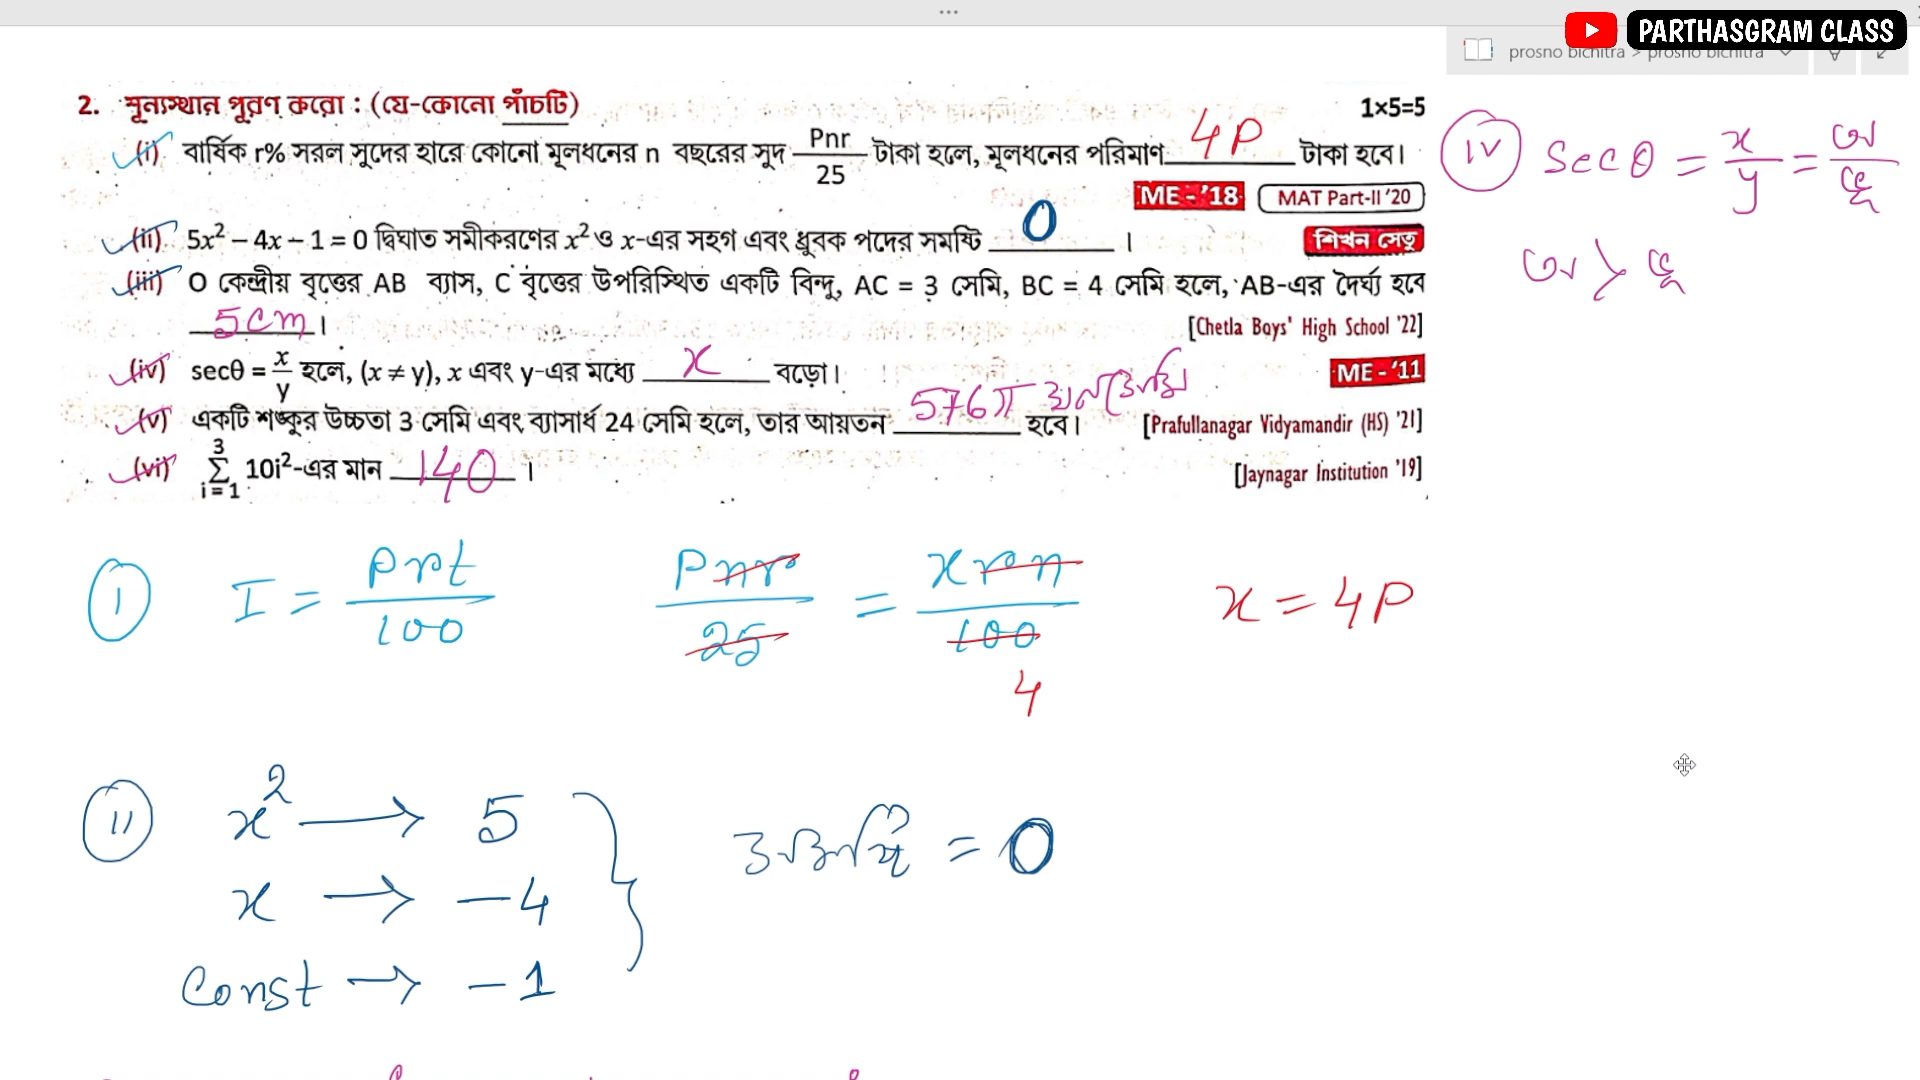 PARTHASGRAM CLASS
prosno bichitra > prosno bichitra
2. শূন্যস্থান পূরণ করো : (যে-কোনো পাঁচটি) 1×5=5
(i) বার্ষিক r% সরল সুদের হারে কোনো মূলধনের n বছরের সুদ Pnr/25 টাকা হলে, মূলধনের পরিমাণ 4P টাকা হবে।
ME - '18 MAT Part-II '20
(ii) 5x² – 4x – 1 = 0 দ্বিঘাত সমীকরণের x² ও x-এর সহগ এবং ধ্রুবক পদের সমষ্টি 0 ।
শিখন সেতু
(iii) O কেন্দ্রীয় বৃত্তের AB ব্যাস, C বৃত্তের উপরিস্থিত একটি বিন্দু, AC = 3 সেমি, BC = 4 সেমি হলে, AB-এর দৈর্ঘ্য হবে
5cm । [Chetla Boys' High School '22]
(iv) secθ = x/y হলে, (x ≠ y), x এবং y-এর মধ্যে x বড়ো। ME - '11
(v) একটি শঙ্কুর উচ্চতা 3 সেমি এবং ব্যাসার্ধ 24 সেমি হলে, তার আয়তন 576π ঘনসেমি হবে। [Prafullanagar Vidyamandir (HS) '21]
(vi) 3 Σ i = 1 10i²-এর মান 140 । [Jaynagar Institution '19]
iv secθ = x/y = অ/ভূ
অ > ভূ
I I = prt/100 Pnr/25 = xrn/100 x = 4P
4
II x² → 5
x → –4 সমষ্টি = 0
Const → –1